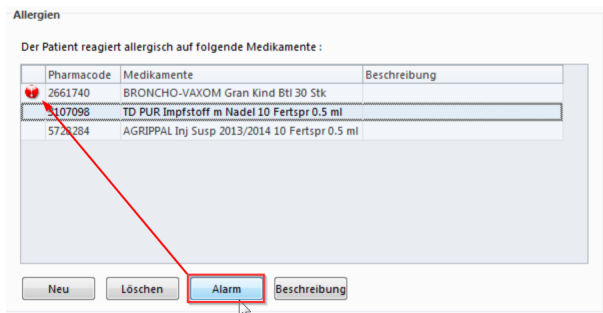 Allergien
Der Patient reagiert allergisch auf folgende Medikamente :
Pharmacode Medikamente Beschreibung
2661740 BRONCHO-VAXOM Gran Kind Btl 30 Stk
3107098 TD PUR Impfstoff m Nadel 10 Fertspr 0.5 ml
5723284 AGRIPPAL Inj Susp 2013/2014 10 Fertspr 0.5 ml
Neu Löschen Alarm Beschreibung